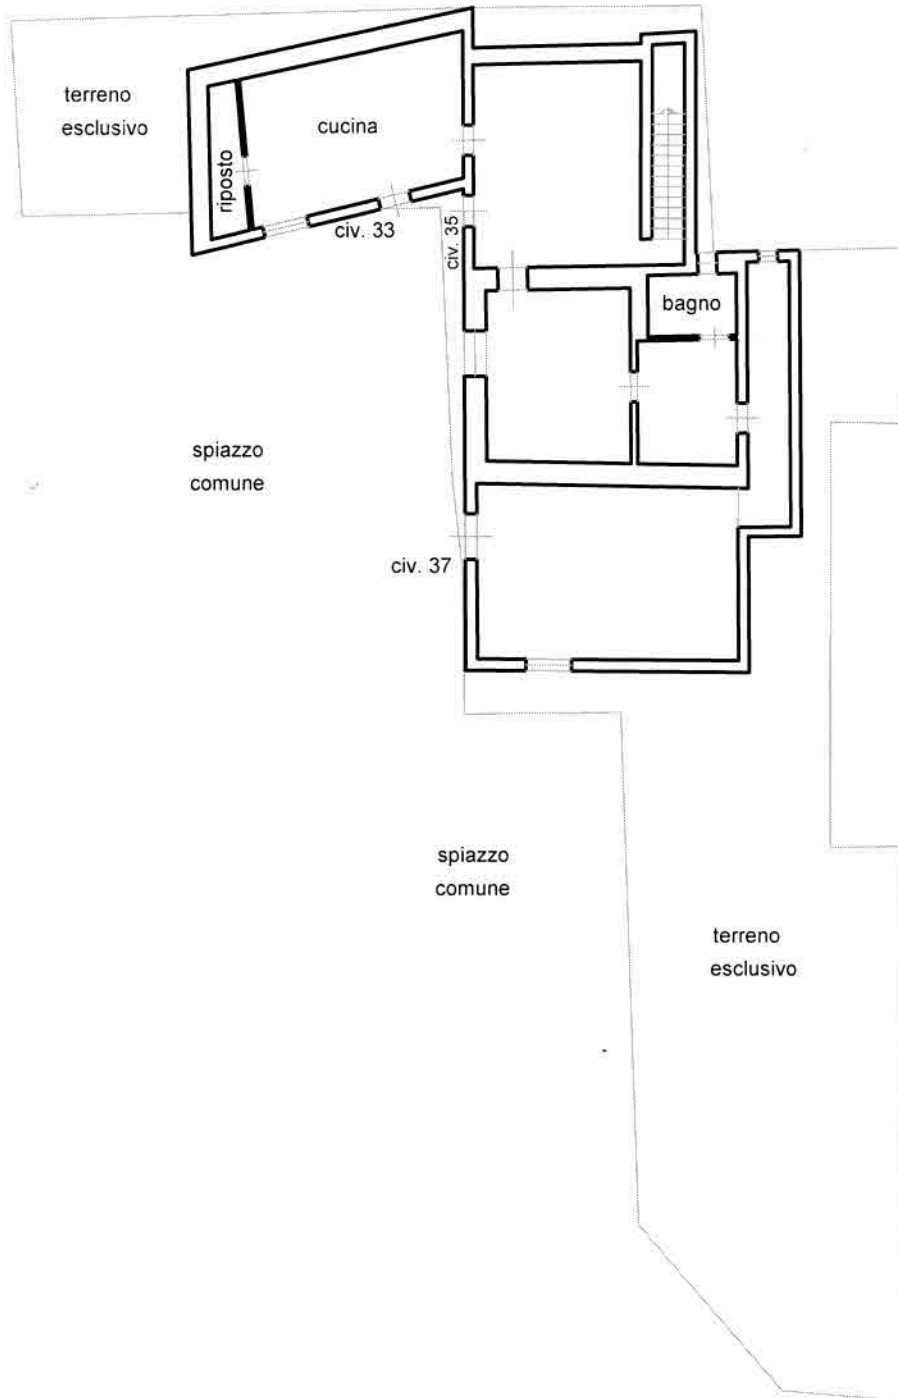 terreno
esclusivo
cucina
riposto
civ. 33
civ. 35
bagno
spiazzo
comune
civ. 37
spiazzo
comune
terreno
esclusivo